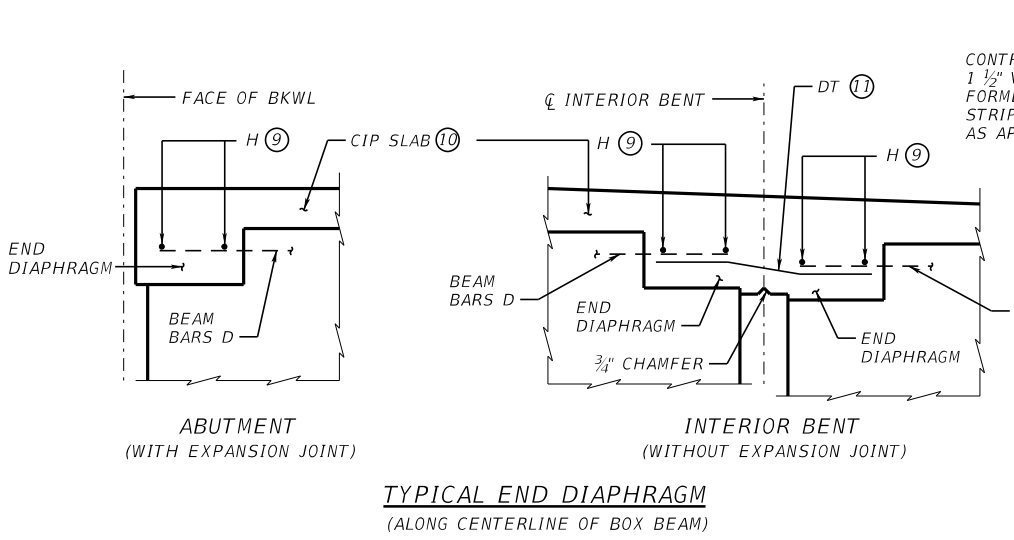 CONTR
1 ½" V
FORME
STRIP
AS AP
FACE OF BKWL
℄ INTERIOR BENT
DT 11
H 9
CIP SLAB 10
H 9
H 9
END
DIAPHRAGM
BEAM
BARS D
BEAM
BARS D
END
DIAPHRAGM
¾" CHAMFER
END
DIAPHRAGM
ABUTMENT
(WITH EXPANSION JOINT)
INTERIOR BENT
(WITHOUT EXPANSION JOINT)
TYPICAL END DIAPHRAGM
(ALONG CENTERLINE OF BOX BEAM)